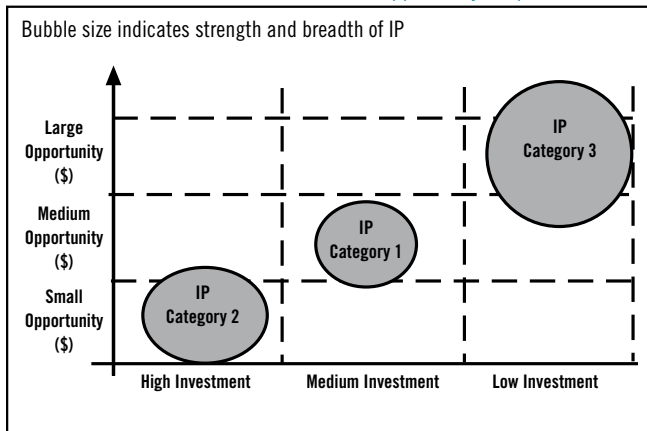 Bubble size indicates strength and breadth of IP
Large
Opportunity
($)
IP
Category 3
Medium
Opportunity
($)
IP
Category 1
Small
Opportunity
($)
IP
Category 2
High Investment
Medium Investment
Low Investment